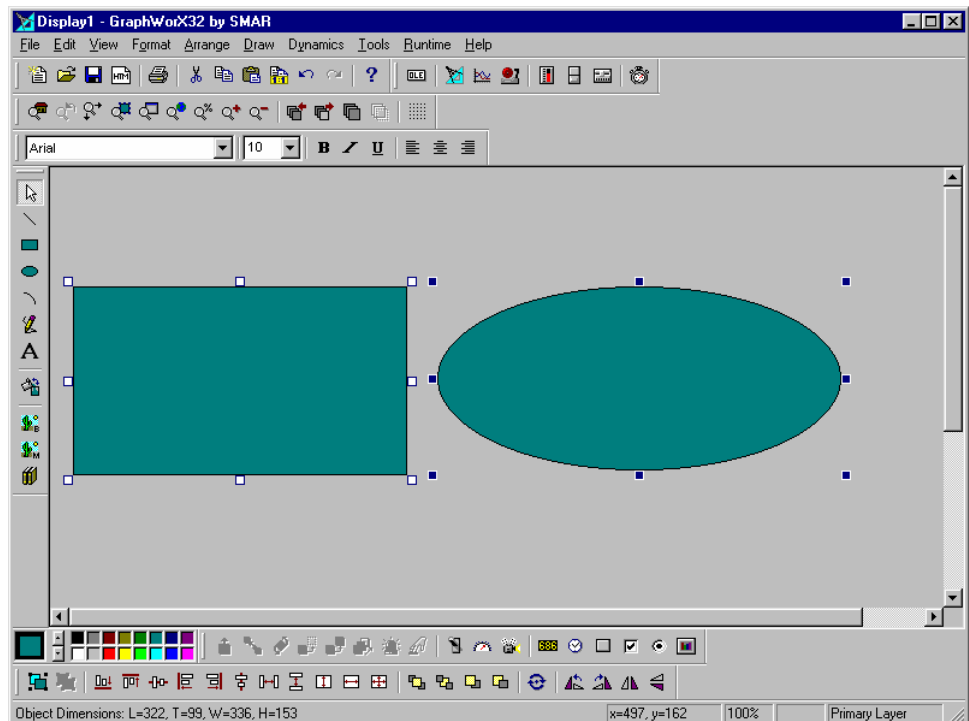 Display1 - GraphWorX32 by SMAR
File Edit View Format Arrange Draw Dynamics Tools Runtime Help
HTM ? OLE
Arial 10 B I U
A
B
M
686
Object Dimensions: L=322, T=99, W=336, H=153 x=497, y=162 100% Primary Layer